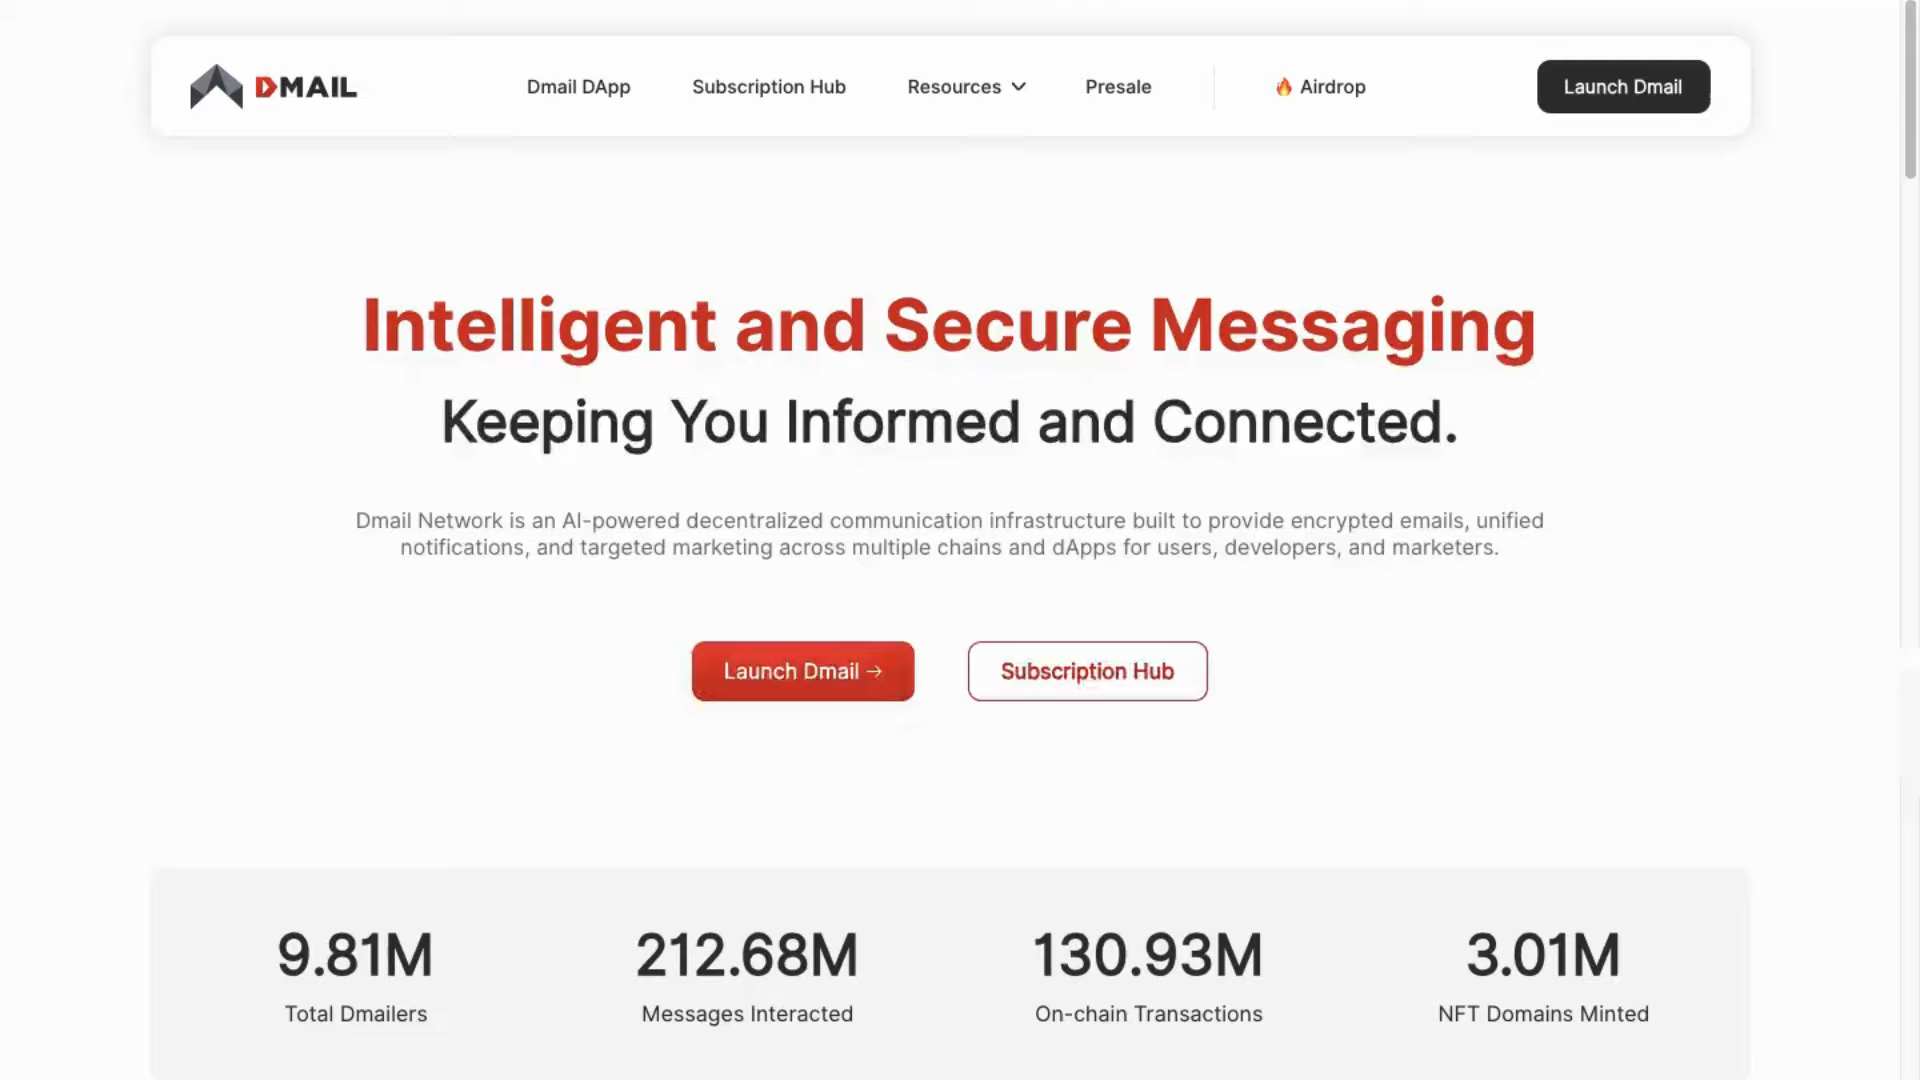 DMAIL
Dmail DApp
Subscription Hub
Resources
Presale
🔥 Airdrop
Launch Dmail
Intelligent and Secure Messaging
Keeping You Informed and Connected.
Dmail Network is an AI-powered decentralized communication infrastructure built to provide encrypted emails, unified
notifications, and targeted marketing across multiple chains and dApps for users, developers, and marketers.
Launch Dmail →
Subscription Hub
9.81M
Total Dmailers
212.68M
Messages Interacted
130.93M
On-chain Transactions
3.01M
NFT Domains Minted